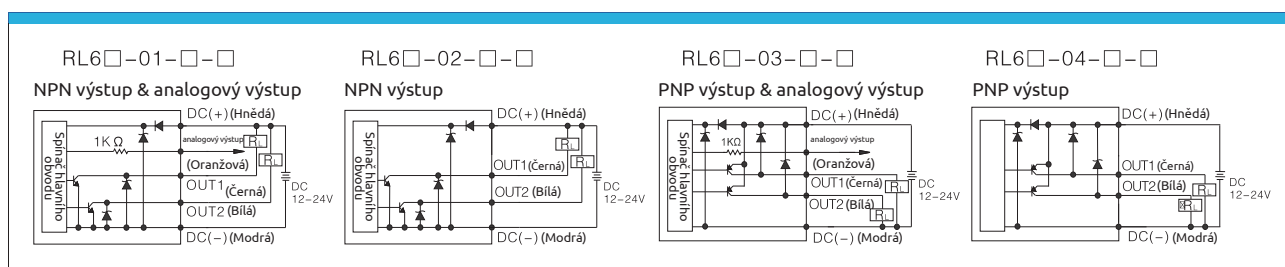 RL6□-01-□-□
NPN výstup & analogový výstup
DC(+) (Hnědá)
Spínač hlavního obvodu
1KΩ
analogový výstup
RL
(Oranžová)
RL
OUT1 (Černá)
OUT2 (Bílá)
DC
12-24V
DC(-) (Modrá)
RL6□-02-□-□
NPN výstup
DC(+) (Hnědá)
Spínač hlavního obvodu
RL
RL
OUT1 (Černá)
OUT2 (Bílá)
DC
12-24V
DC(-) (Modrá)
RL6□-03-□-□
PNP výstup & analogový výstup
DC(+) (Hnědá)
Spínač hlavního obvodu
1KΩ
analogový výstup
(Oranžová)
OUT1 (Černá)
RL
OUT2 (Bílá)
RL
DC
12-24V
DC(-) (Modrá)
RL6□-04-□-□
PNP výstup
DC(+) (Hnědá)
OUT1 (Černá)
OUT2 (Bílá)
RL
RL
DC
12-24V
DC(-) (Modrá)